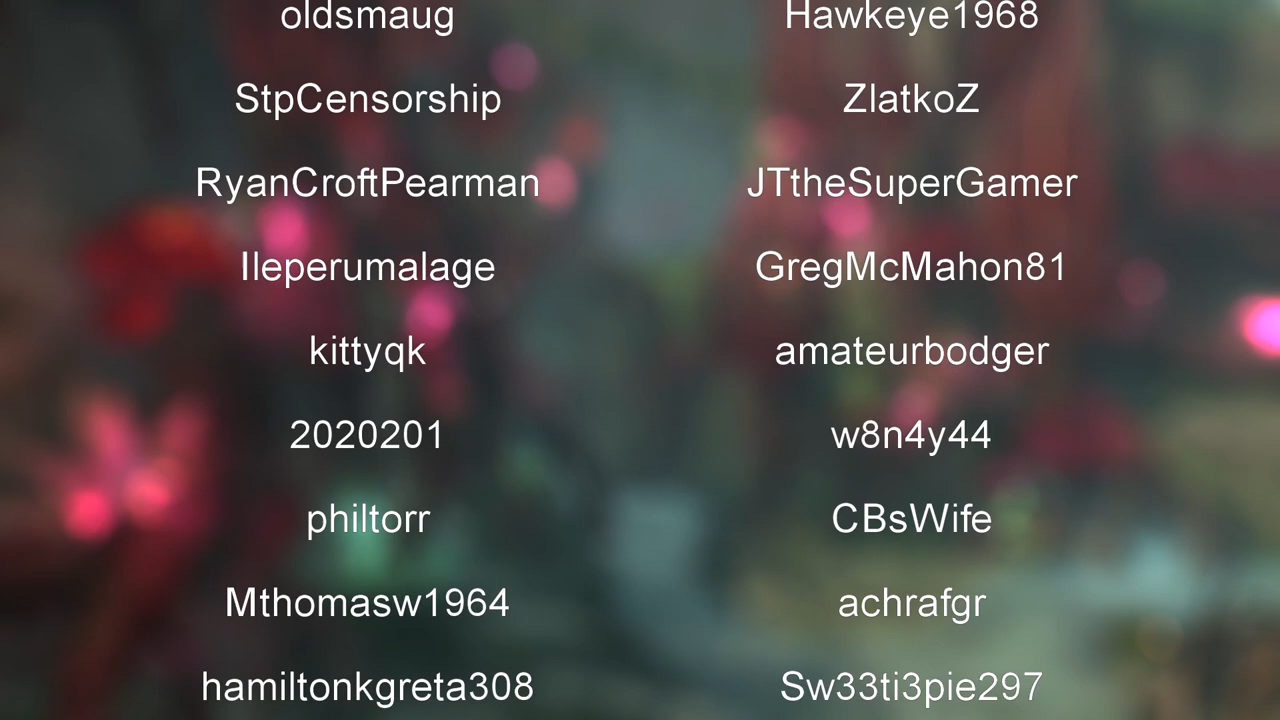 oldsmaug Hawkeye1968
StpCensorship ZlatkoZ
RyanCroftPearman JTtheSuperGamer
Ileperumalage GregMcMahon81
kittyqk amateurbodger
2020201 w8n4y44
philtorr CBsWife
Mthomasw1964 achrafgr
hamiltonkgreta308 Sw33ti3pie297